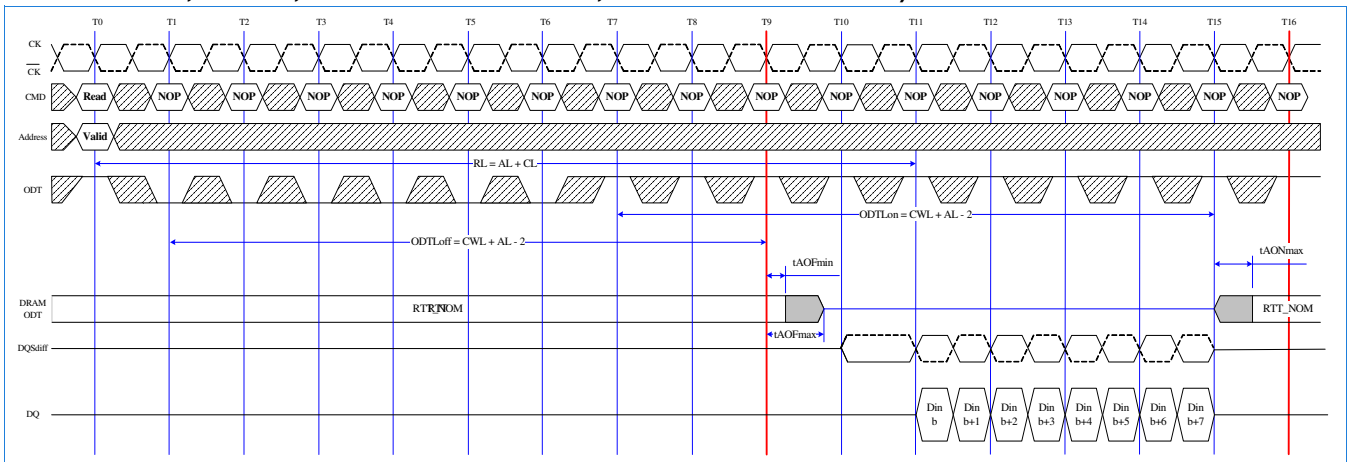 T0 T1 T2 T3 T4 T5 T6 T7 T8 T9 T10 T11 T12 T13 T14 T15 T16
CK
CK
CMD Read NOP NOP NOP NOP NOP NOP NOP NOP NOP NOP NOP NOP NOP NOP NOP NOP
Address Valid
RL = AL + CL
ODT
ODTLon = CWL + AL - 2
ODTLoff = CWL + AL - 2
tAOFmin
tAONmax
DRAM
ODT
RTT_NOM
RTT_NOM
tAOFmax
DQSdiff
DQ
Din b
Din b+1
Din b+2
Din b+3
Din b+4
Din b+5
Din b+6
Din b+7